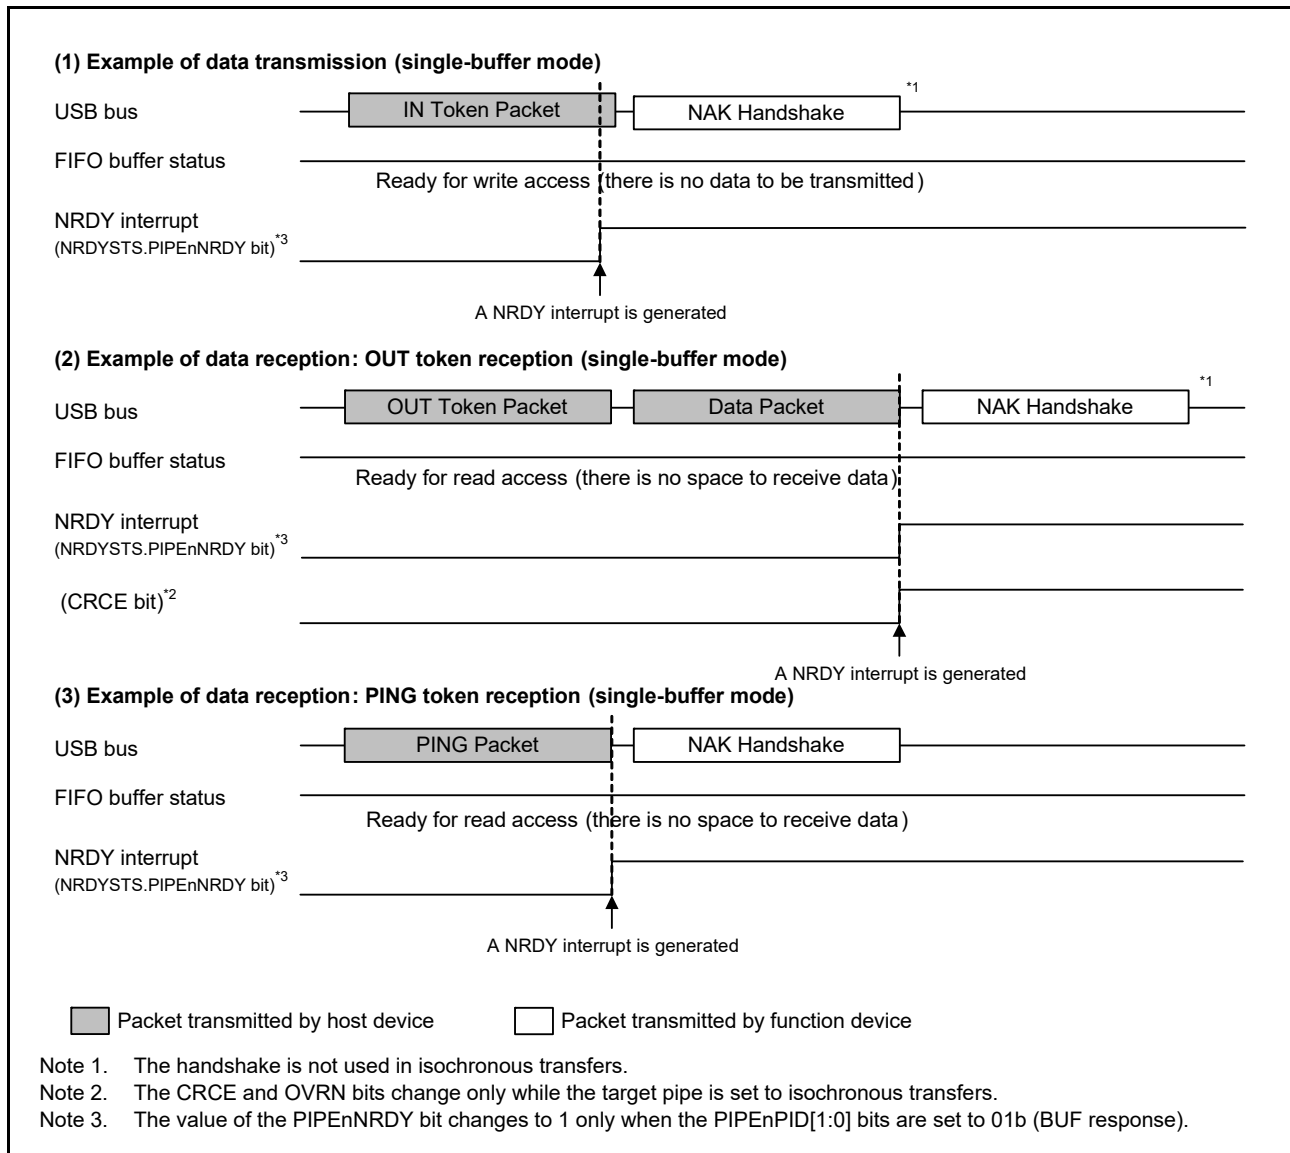 (1) Example of data transmission (single-buffer mode)
USB bus
IN Token Packet
NAK Handshake
*1
FIFO buffer status
Ready for write access (there is no data to be transmitted)
NRDY interrupt
(NRDYSTS.PIPEnNRDY bit)*3
A NRDY interrupt is generated
(2) Example of data reception: OUT token reception (single-buffer mode)
USB bus
OUT Token Packet
Data Packet
NAK Handshake
*1
FIFO buffer status
Ready for read access (there is no space to receive data)
NRDY interrupt
(NRDYSTS.PIPEnNRDY bit)*3
(CRCE bit)*2
A NRDY interrupt is generated
(3) Example of data reception: PING token reception (single-buffer mode)
USB bus
PING Packet
NAK Handshake
FIFO buffer status
Ready for read access (there is no space to receive data)
NRDY interrupt
(NRDYSTS.PIPEnNRDY bit)*3
A NRDY interrupt is generated
Packet transmitted by host device
Packet transmitted by function device
Note 1. The handshake is not used in isochronous transfers.
Note 2. The CRCE and OVRN bits change only while the target pipe is set to isochronous transfers.
Note 3. The value of the PIPEnNRDY bit changes to 1 only when the PIPEnPID[1:0] bits are set to 01b (BUF response).